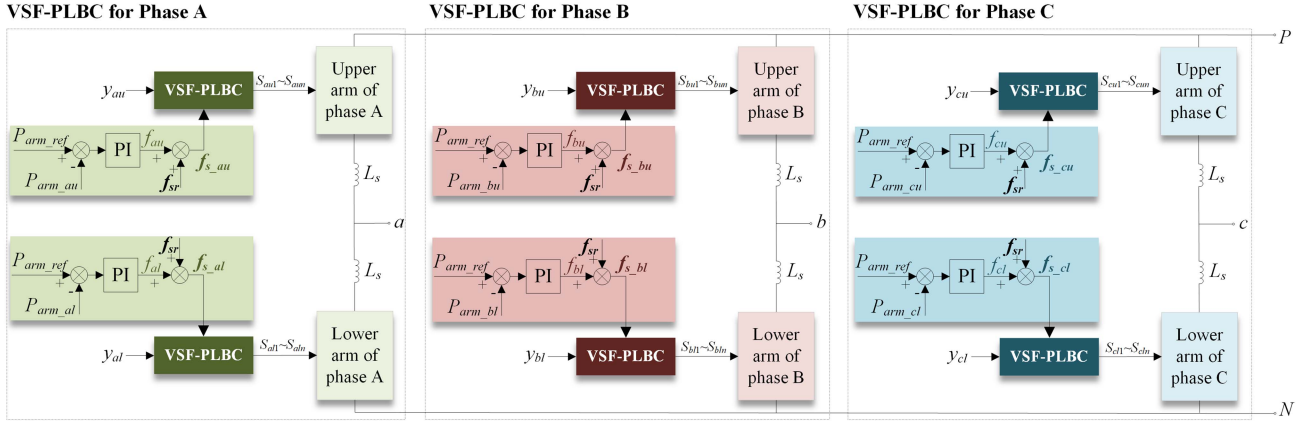 VSF-PLBC for Phase A
y_au
VSF-PLBC
S_au1~S_aun
Upper
arm of
phase A
P_arm_ref
+
-
PI
f_au
+
+
f_s_au
P_arm_au
f_sr
L_s
a
P_arm_ref
+
-
PI
f_al
+
+
f_sr
f_s_al
P_arm_al
L_s
y_al
VSF-PLBC
S_al1~S_aln
Lower
arm of
phase A
VSF-PLBC for Phase B
y_bu
VSF-PLBC
S_bu1~S_bun
Upper
arm of
phase B
P_arm_ref
+
-
PI
f_bu
+
+
f_s_bu
P_arm_bu
f_sr
L_s
b
P_arm_ref
+
-
PI
f_bl
+
+
f_sr
f_s_bl
P_arm_bl
L_s
y_bl
VSF-PLBC
S_bl1~S_bln
Lower
arm of
phase B
VSF-PLBC for Phase C
y_cu
VSF-PLBC
S_cu1~S_cun
Upper
arm of
phase C
P_arm_ref
+
-
PI
f_cu
+
+
f_s_cu
P_arm_cu
f_sr
L_s
c
P_arm_ref
+
-
PI
f_cl
+
+
f_sr
f_s_cl
P_arm_cl
L_s
y_cl
VSF-PLBC
S_cl1~S_cln
Lower
arm of
phase C
P
N